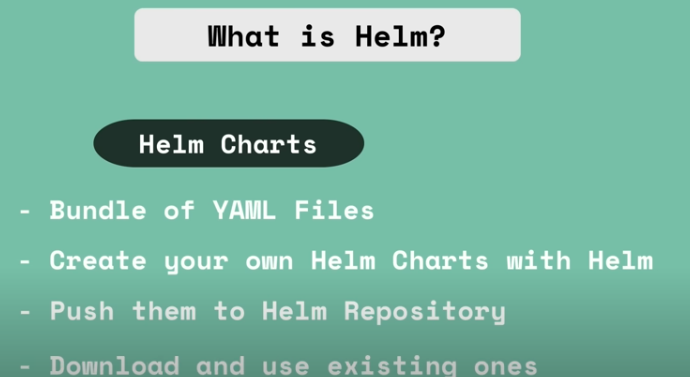 What is Helm?
Helm Charts
- Bundle of YAML Files
- Create your own Helm Charts with Helm
- Push them to Helm Repository
- Download and use existing ones